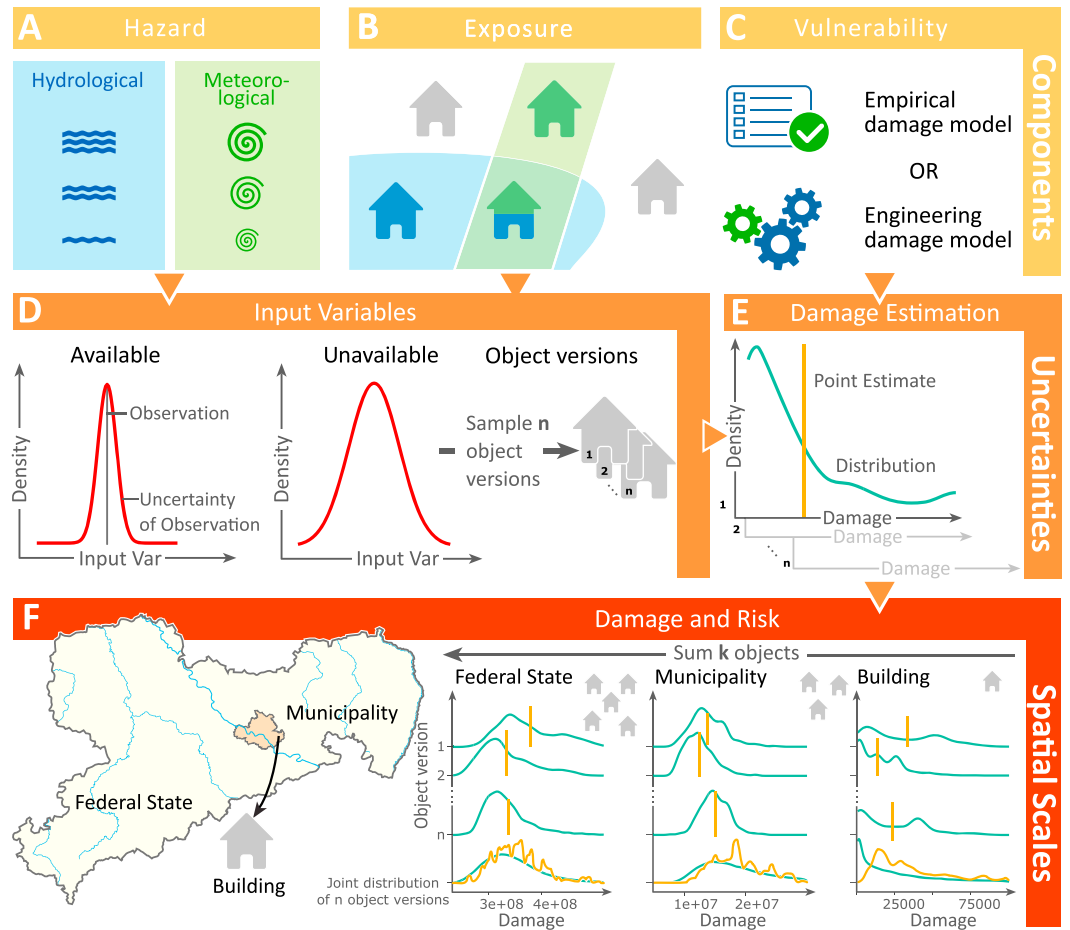 A Hazard
Hydrological
Meteoro-
logical
B Exposure
C Vulnerability
Empirical
damage model
OR
Engineering
damage model
Components
D Input Variables
Available
Density
Observation
Uncertainty
of Observation
Input Var
Unavailable
Density
Input Var
Object versions
Sample n
object
versions
1
2
n
E Damage Estimation
Density
Point Estimate
Distribution
1
Damage
2
Damage
n
Damage
Uncertainties
F Damage and Risk
Federal State
Municipality
Building
Sum k objects
Federal State
Municipality
Building
Object version
1
2
n
Joint distribution
of n object versions
3e+08 4e+08
Damage
1e+07 2e+07
Damage
25000 75000
Damage
Spatial Scales